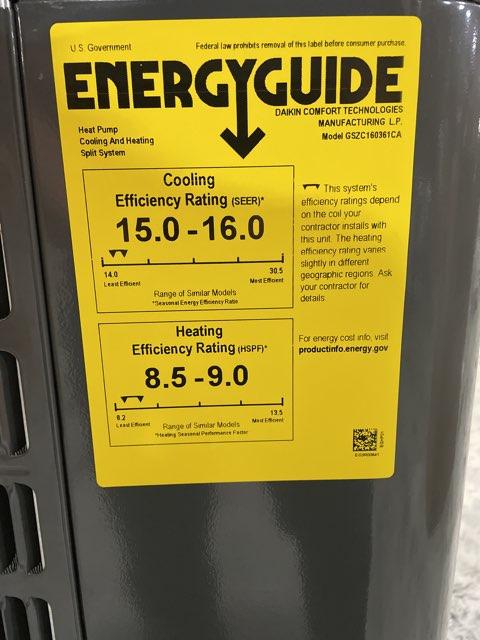 U.S. Government
Federal law prohibits removal of this label before consumer purchase.
ENERGYGUIDE
Heat Pump
Cooling And Heating
Split System
DAIKIN COMFORT TECHNOLOGIES
MANUFACTURING L.P.
Model GSZC160361CA
Cooling
Efficiency Rating (SEER)*
15.0 - 16.0
14.0
30.5
Least Efficient
Most Efficient
Range of Similar Models
*Seasonal Energy Efficiency Ratio
This system's
efficiency ratings depend
on the coil your
contractor installs with
this unit. The heating
efficiency rating varies
slightly in different
geographic regions. Ask
your contractor for
details.
Heating
Efficiency Rating (HSPF)*
8.5 - 9.0
8.2
13.5
Least Efficient
Most Efficient
Range of Similar Models
*Heating Seasonal Performance Factor
For energy cost info, visit
productinfo.energy.gov